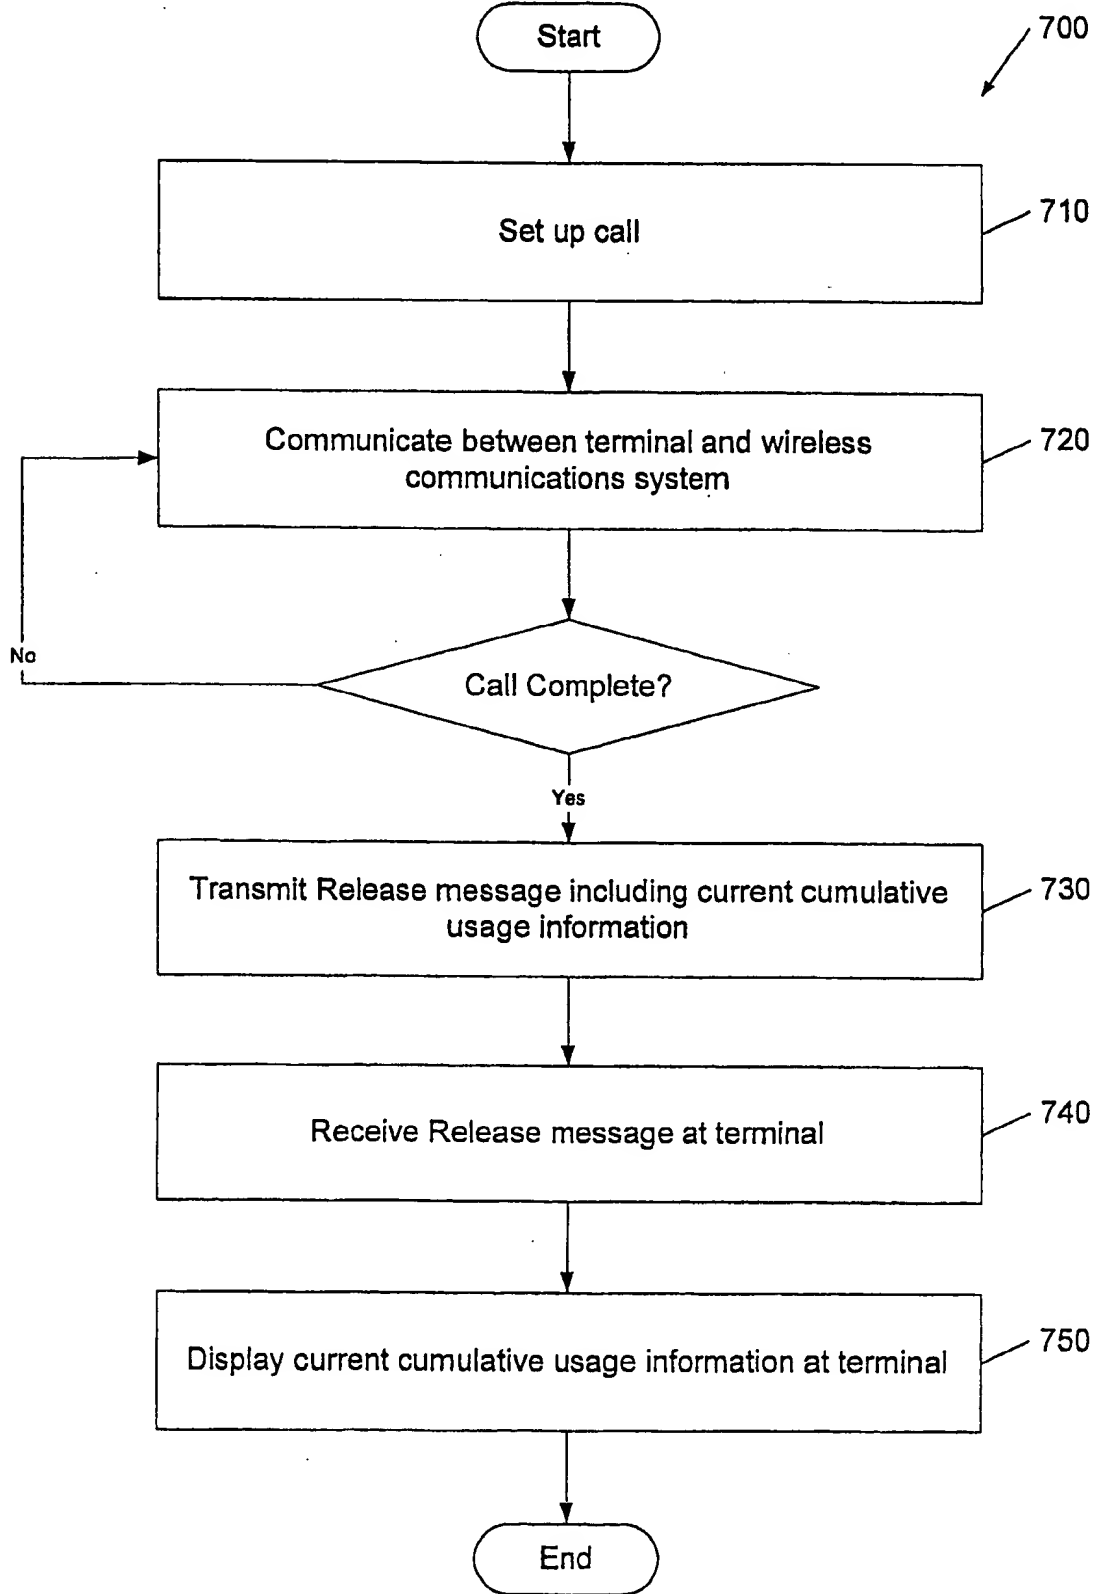 Start
700
Set up call
710
Communicate between terminal and wireless
communications system
720
No
Call Complete?
Yes
Transmit Release message including current cumulative
usage information
730
Receive Release message at terminal
740
Display current cumulative usage information at terminal
750
End